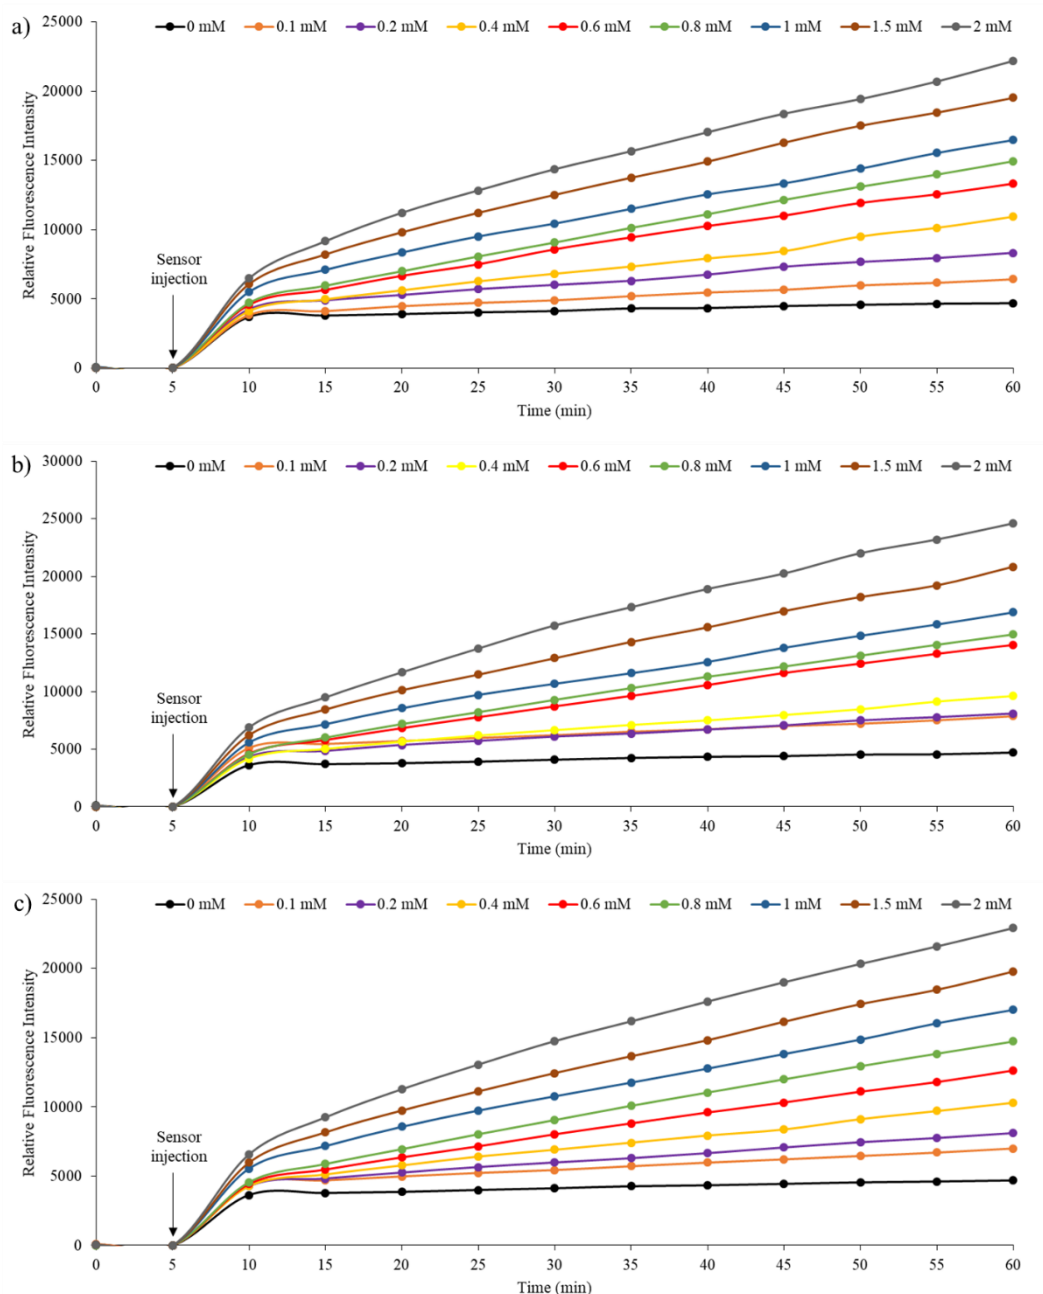 a)
0 mM 0.1 mM 0.2 mM 0.4 mM 0.6 mM 0.8 mM 1 mM 1.5 mM 2 mM
Relative Fluorescence Intensity
25000
20000
15000
10000
5000
0
Sensor
injection
0 5 10 15 20 25 30 35 40 45 50 55 60
Time (min)
b)
0 mM 0.1 mM 0.2 mM 0.4 mM 0.6 mM 0.8 mM 1 mM 1.5 mM 2 mM
Relative Fluorescence Intensity
30000
25000
20000
15000
10000
5000
0
Sensor
injection
0 5 10 15 20 25 30 35 40 45 50 55 60
Time (min)
c)
0 mM 0.1 mM 0.2 mM 0.4 mM 0.6 mM 0.8 mM 1 mM 1.5 mM 2 mM
Relative Fluorescence Intensity
25000
20000
15000
10000
5000
0
Sensor
injection
0 5 10 15 20 25 30 35 40 45 50 55 60
Time (min)